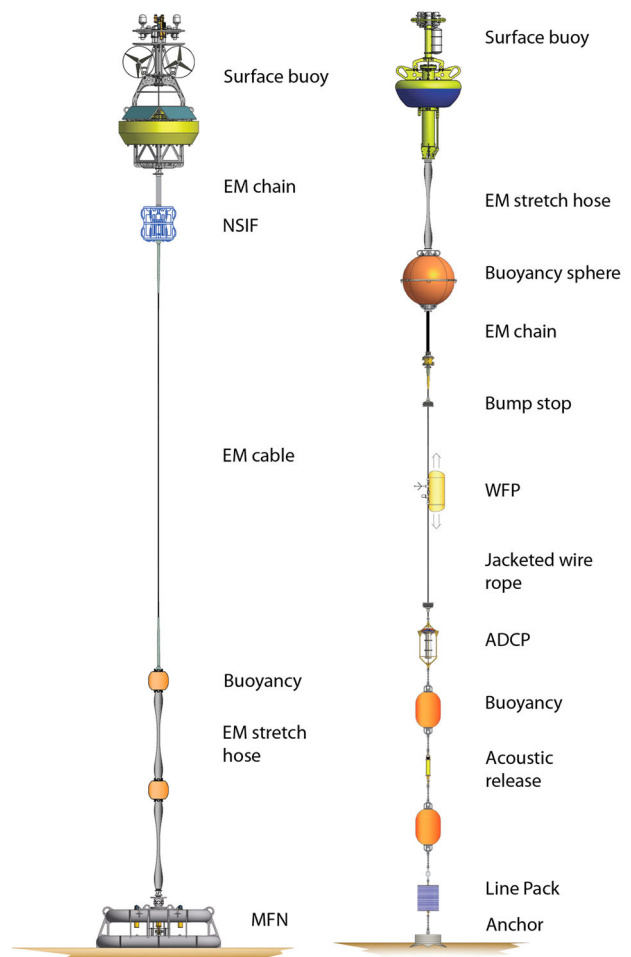 Surface buoy
EM chain
NSIF
EM cable
Buoyancy
EM stretch
hose
MFN
Surface buoy
EM stretch hose
Buoyancy sphere
EM chain
Bump stop
WFP
Jacketed wire
rope
ADCP
Buoyancy
Acoustic
release
Line Pack
Anchor